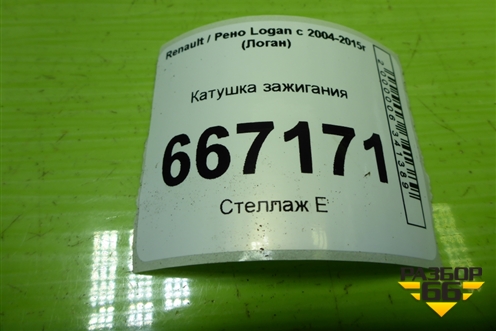 Renault / Рено Logan с 2004-2015г
(Логан)
Катушка зажигания
667171
Стеллаж Е
РАЗБОР
66